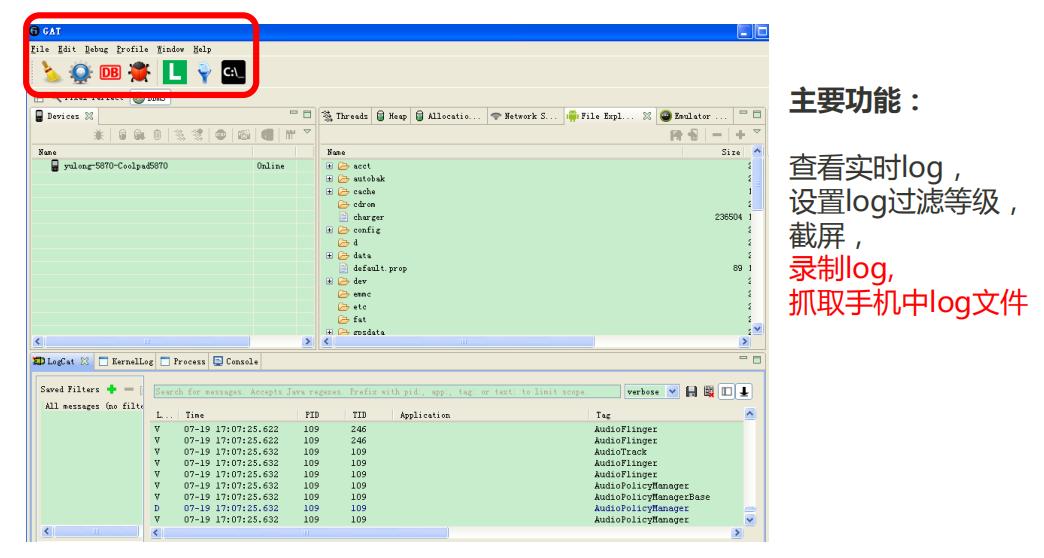 GAT
File Edit Debug Profile Window Help
DB L C:\_
DDMS
Devices
Threads Heap Allocatio... Network S... File Expl... Emulator ...
Name
yulong-5870-Coolpad5870 Online
Name Size
acct
autobak
cache
cdrom
charger 236504
config
d
data
default.prop 89
dev
emmc
etc
fat
gpsdata
LogCat KernelLog Process Console
Saved Filters
All messages (no filte
Search for messages. Accepts Java regexes. Prefix with pid:, app:, tag: or text: to limit scope.
verbose
L... Time PID TID Application Tag
V 07-19 17:07:25.622 109 246 AudioFlinger
V 07-19 17:07:25.622 109 246 AudioFlinger
V 07-19 17:07:25.632 109 109 AudioTrack
V 07-19 17:07:25.632 109 109 AudioFlinger
V 07-19 17:07:25.632 109 109 AudioFlinger
V 07-19 17:07:25.632 109 109 AudioPolicyManager
V 07-19 17:07:25.632 109 109 AudioPolicyManagerBase
D 07-19 17:07:25.632 109 109 AudioPolicyManager
V 07-19 17:07:25.632 109 109 AudioPolicyManager
主要功能：
查看实时log，
设置log过滤等级，
截屏，
录制log,
抓取手机中log文件